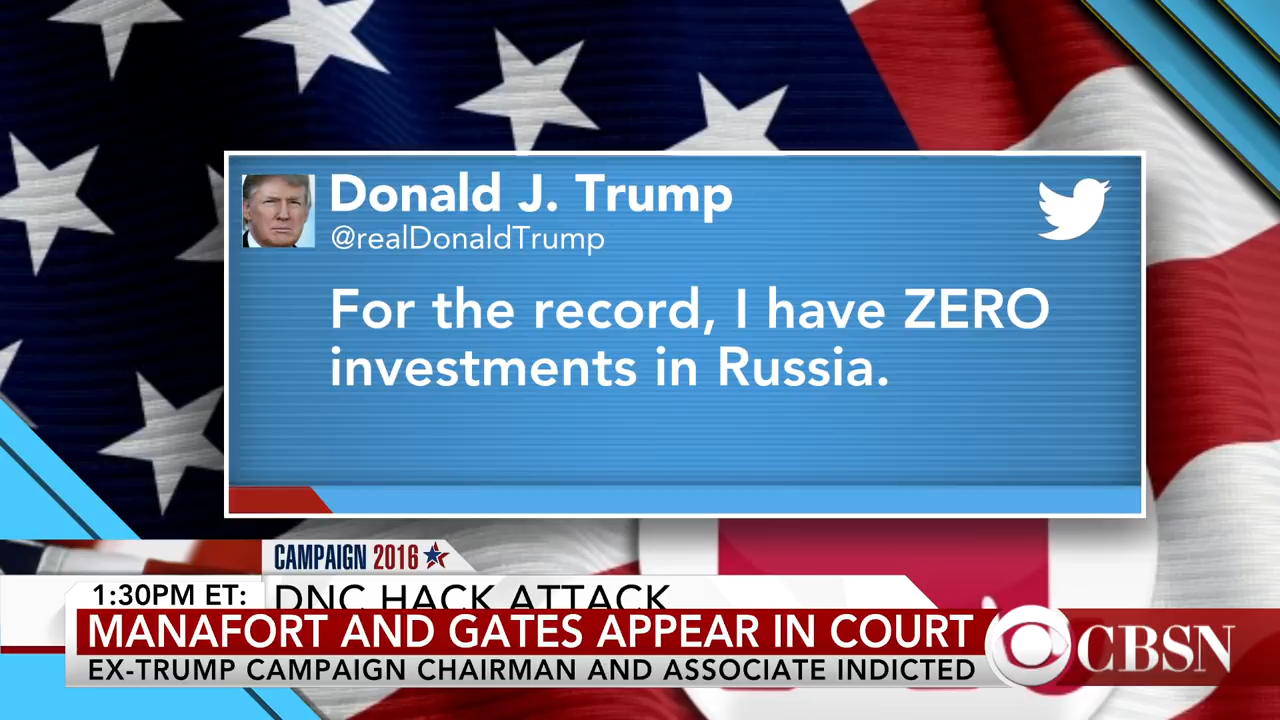 Donald J. Trump
@realDonaldTrump
For the record, I have ZERO
investments in Russia.
CAMPAIGN 2016
1:30PM ET:
DNC HACK ATTACK
MANAFORT AND GATES APPEAR IN COURT
EX-TRUMP CAMPAIGN CHAIRMAN AND ASSOCIATE INDICTED
CBSN